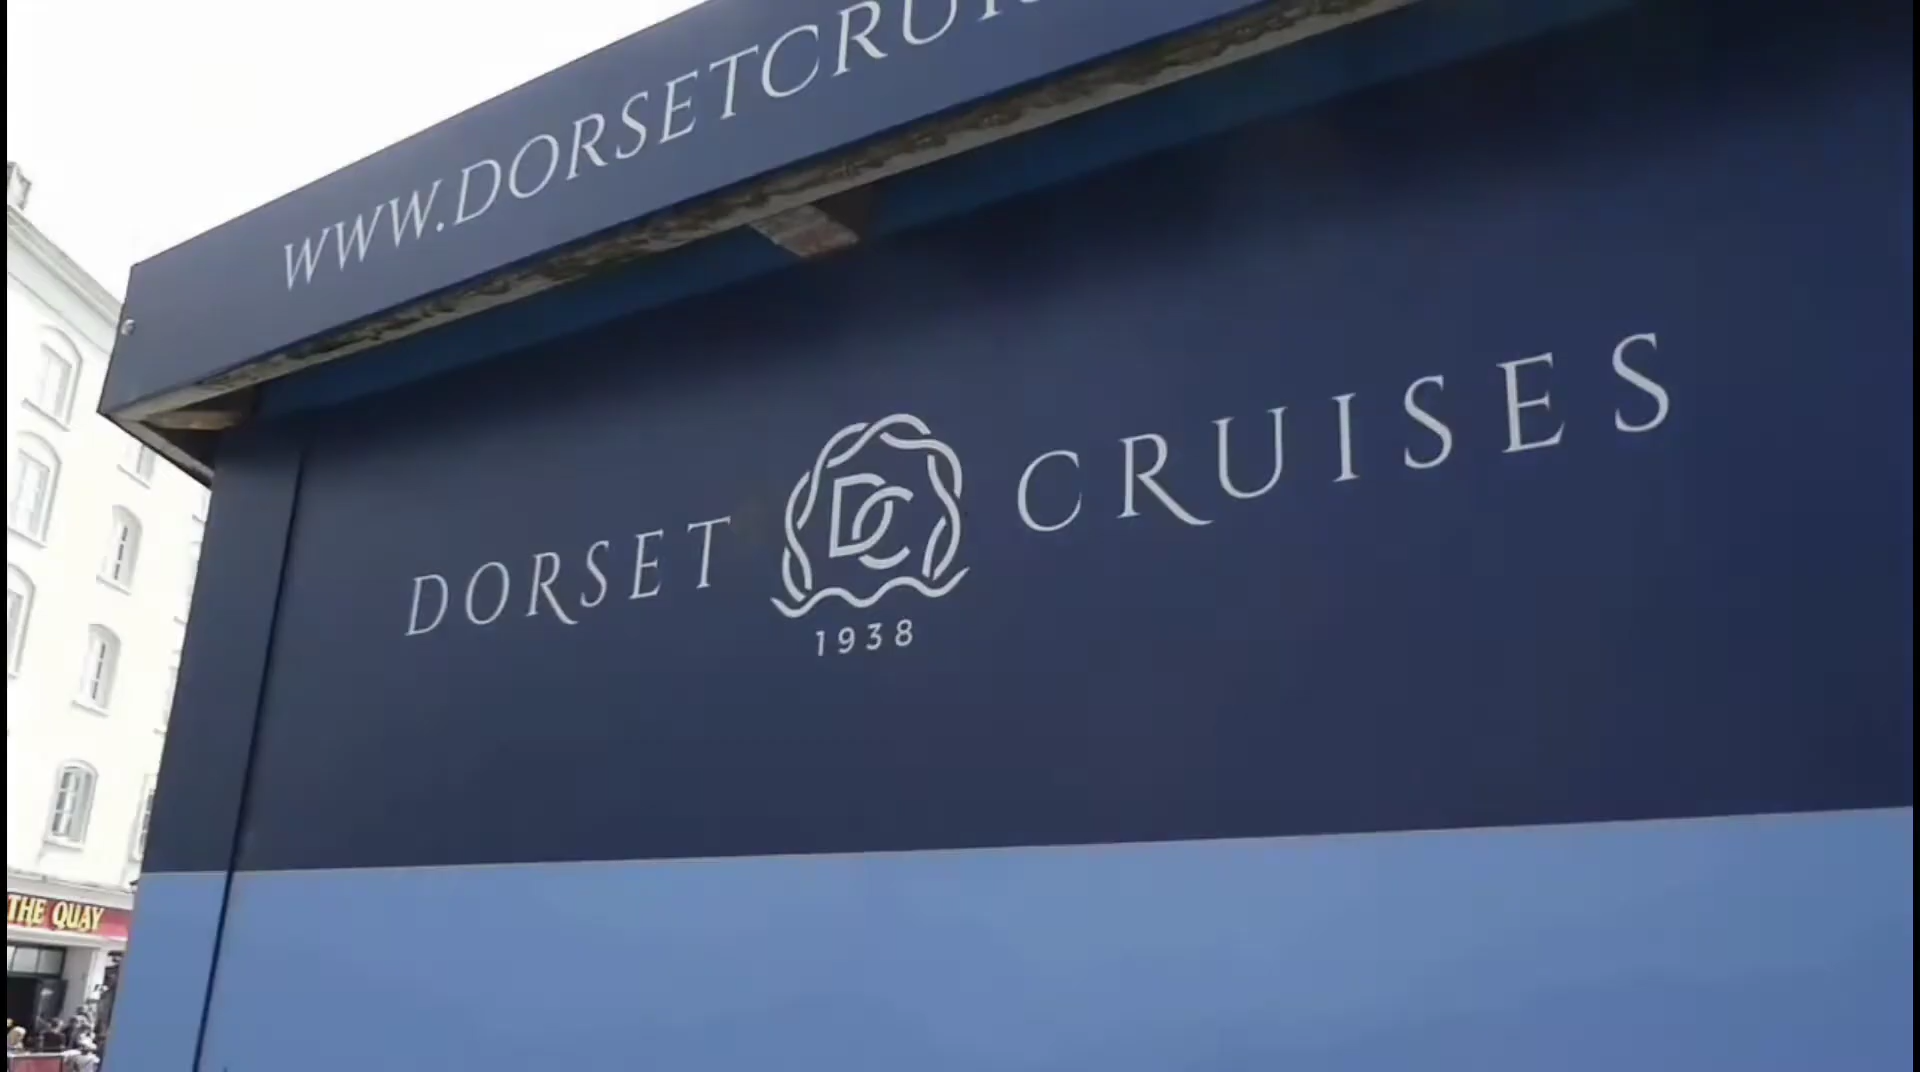 WWW.DORSETCRUI
DORSET DC CRUISES
1938
THE QUAY